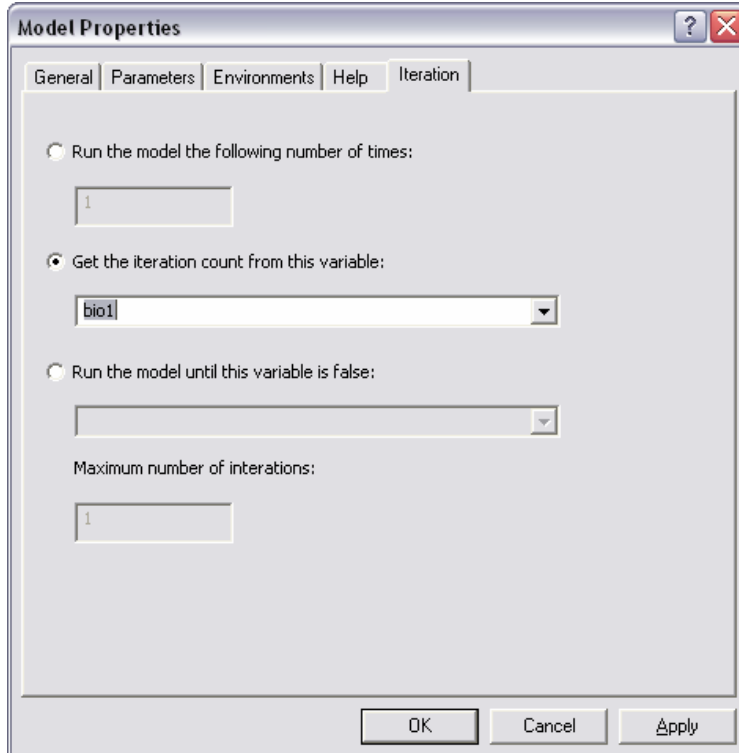 Model Properties
General Parameters Environments Help Iteration
Run the model the following number of times:
1
Get the iteration count from this variable:
bio1
Run the model until this variable is false:
Maximum number of interations:
1
OK Cancel Apply